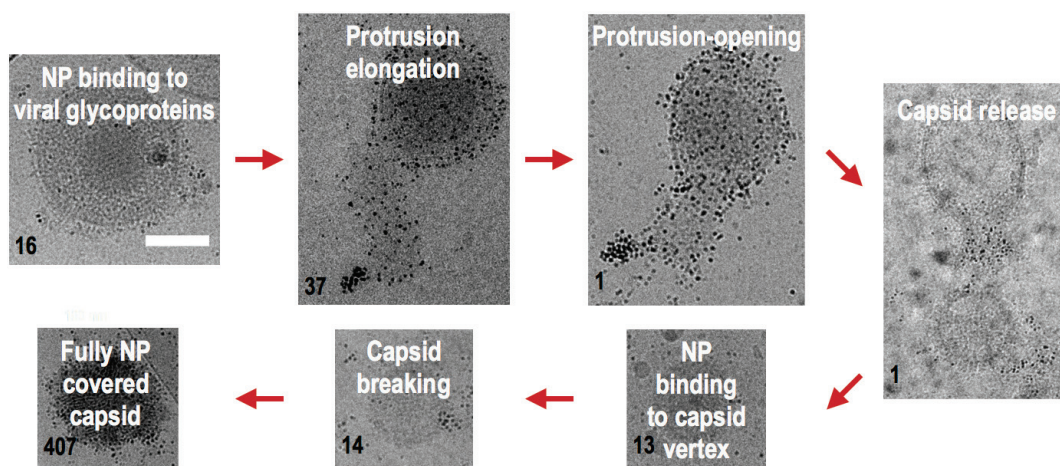 NP binding to
viral glycoproteins
16
Protrusion
elongation
37
Protrusion-opening
1
Capsid release
1
NP
binding
to capsid
vertex
13
Capsid
breaking
14
Fully NP
covered
capsid
407